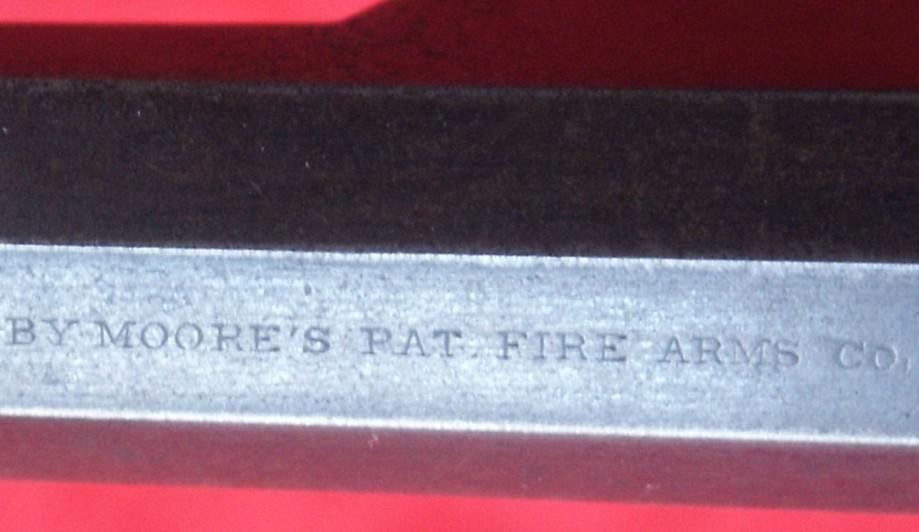 BY MOORE'S PAT. FIRE ARMS CO.